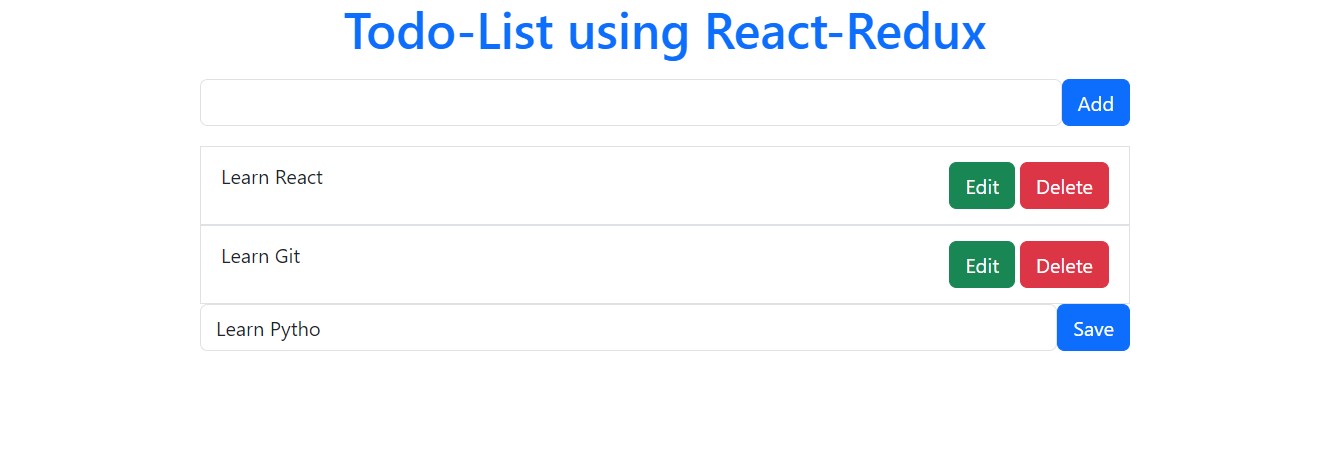 Todo-List using React-Redux
Add
Learn React Edit Delete
Learn Git Edit Delete
Learn Pytho Save